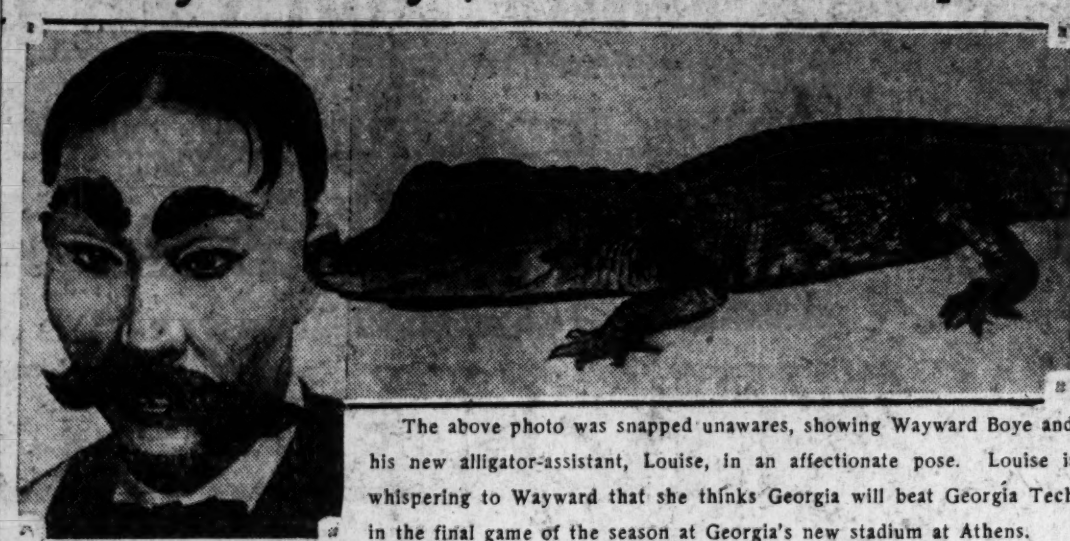 The above photo was snapped unawares, showing Wayward Boye and
his new alligator-assistant, Louise, in an affectionate pose. Louise i
whispering to Wayward that she thinks Georgia will beat Georgia Tech
in the final game of the season at Georgia's new stadium at Athens.